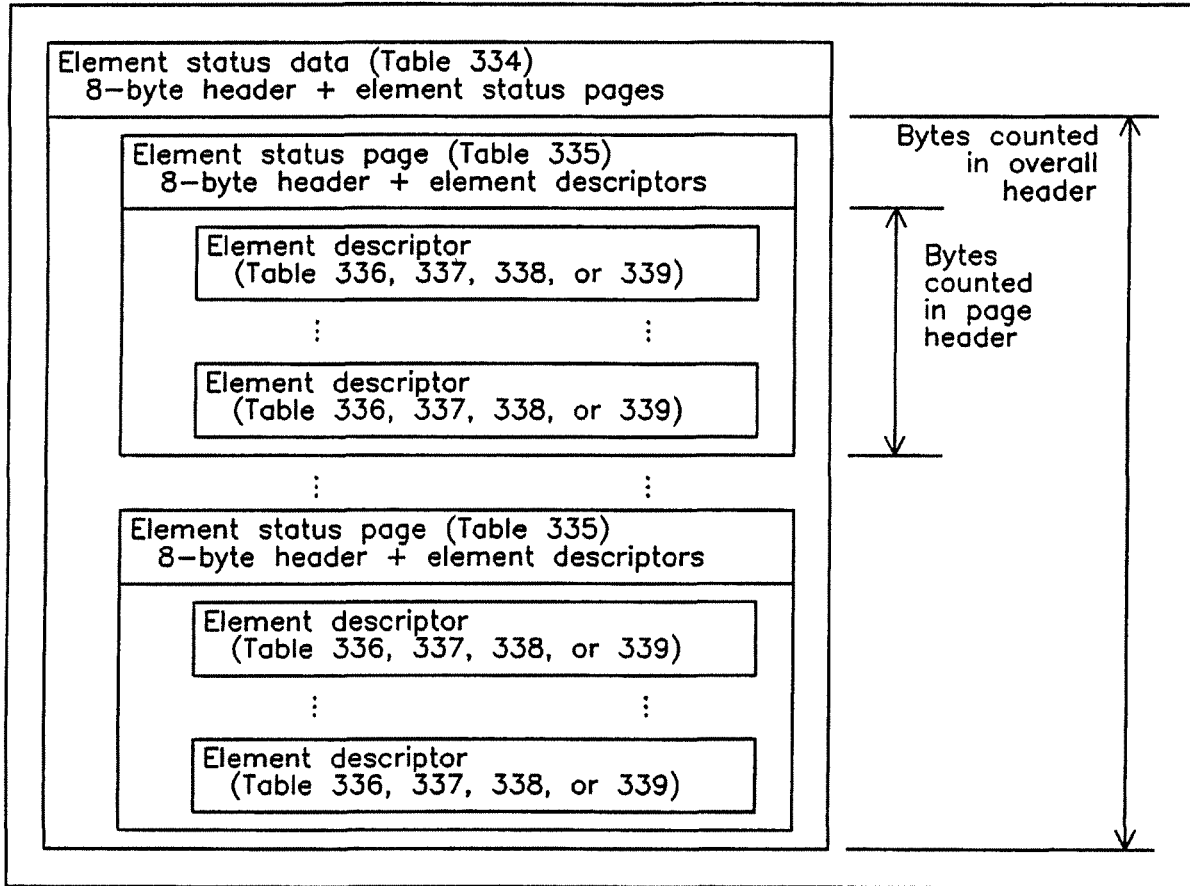 Element status data (Table 334)
8-byte header + element status pages
Element status page (Table 335)
8-byte header + element descriptors
Element descriptor
(Table 336, 337, 338, or 339)
Element descriptor
(Table 336, 337, 338, or 339)
Element status page (Table 335)
8-byte header + element descriptors
Element descriptor
(Table 336, 337, 338, or 339)
Element descriptor
(Table 336, 337, 338, or 339)
Bytes counted
in overall
header
Bytes
counted
in page
header